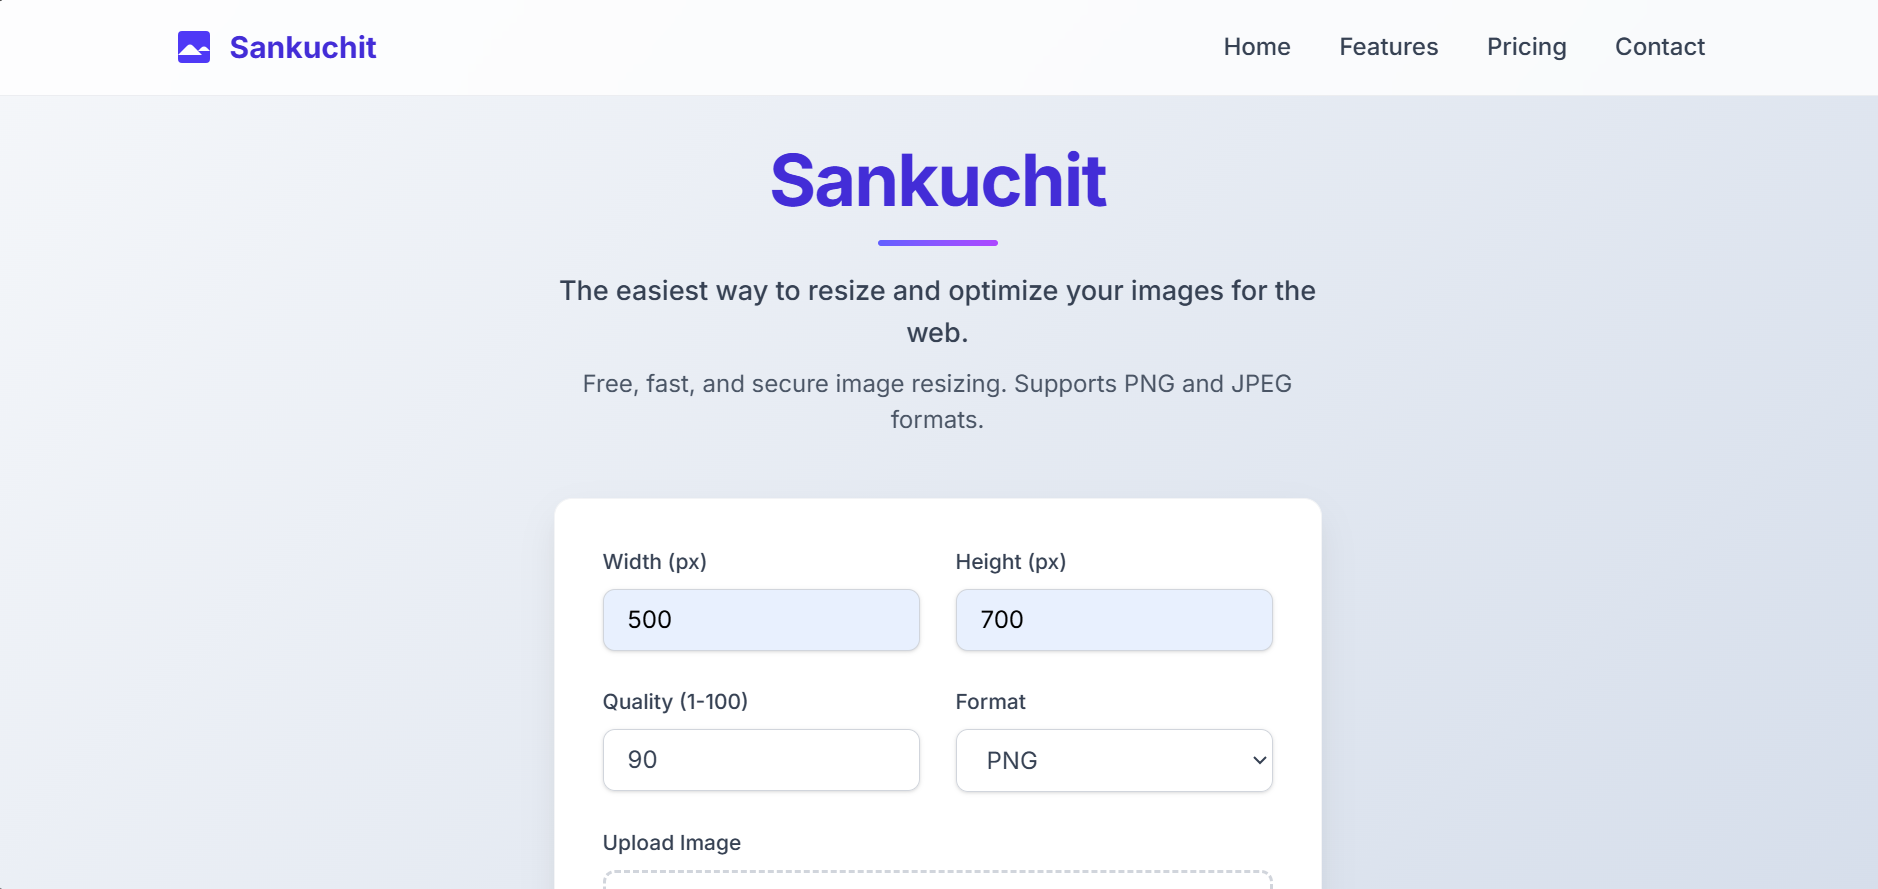 Sankuchit
Home Features Pricing Contact
Sankuchit
The easiest way to resize and optimize your images for the
web.
Free, fast, and secure image resizing. Supports PNG and JPEG
formats.
Width (px) Height (px)
500 700
Quality (1-100) Format
90 PNG
Upload Image